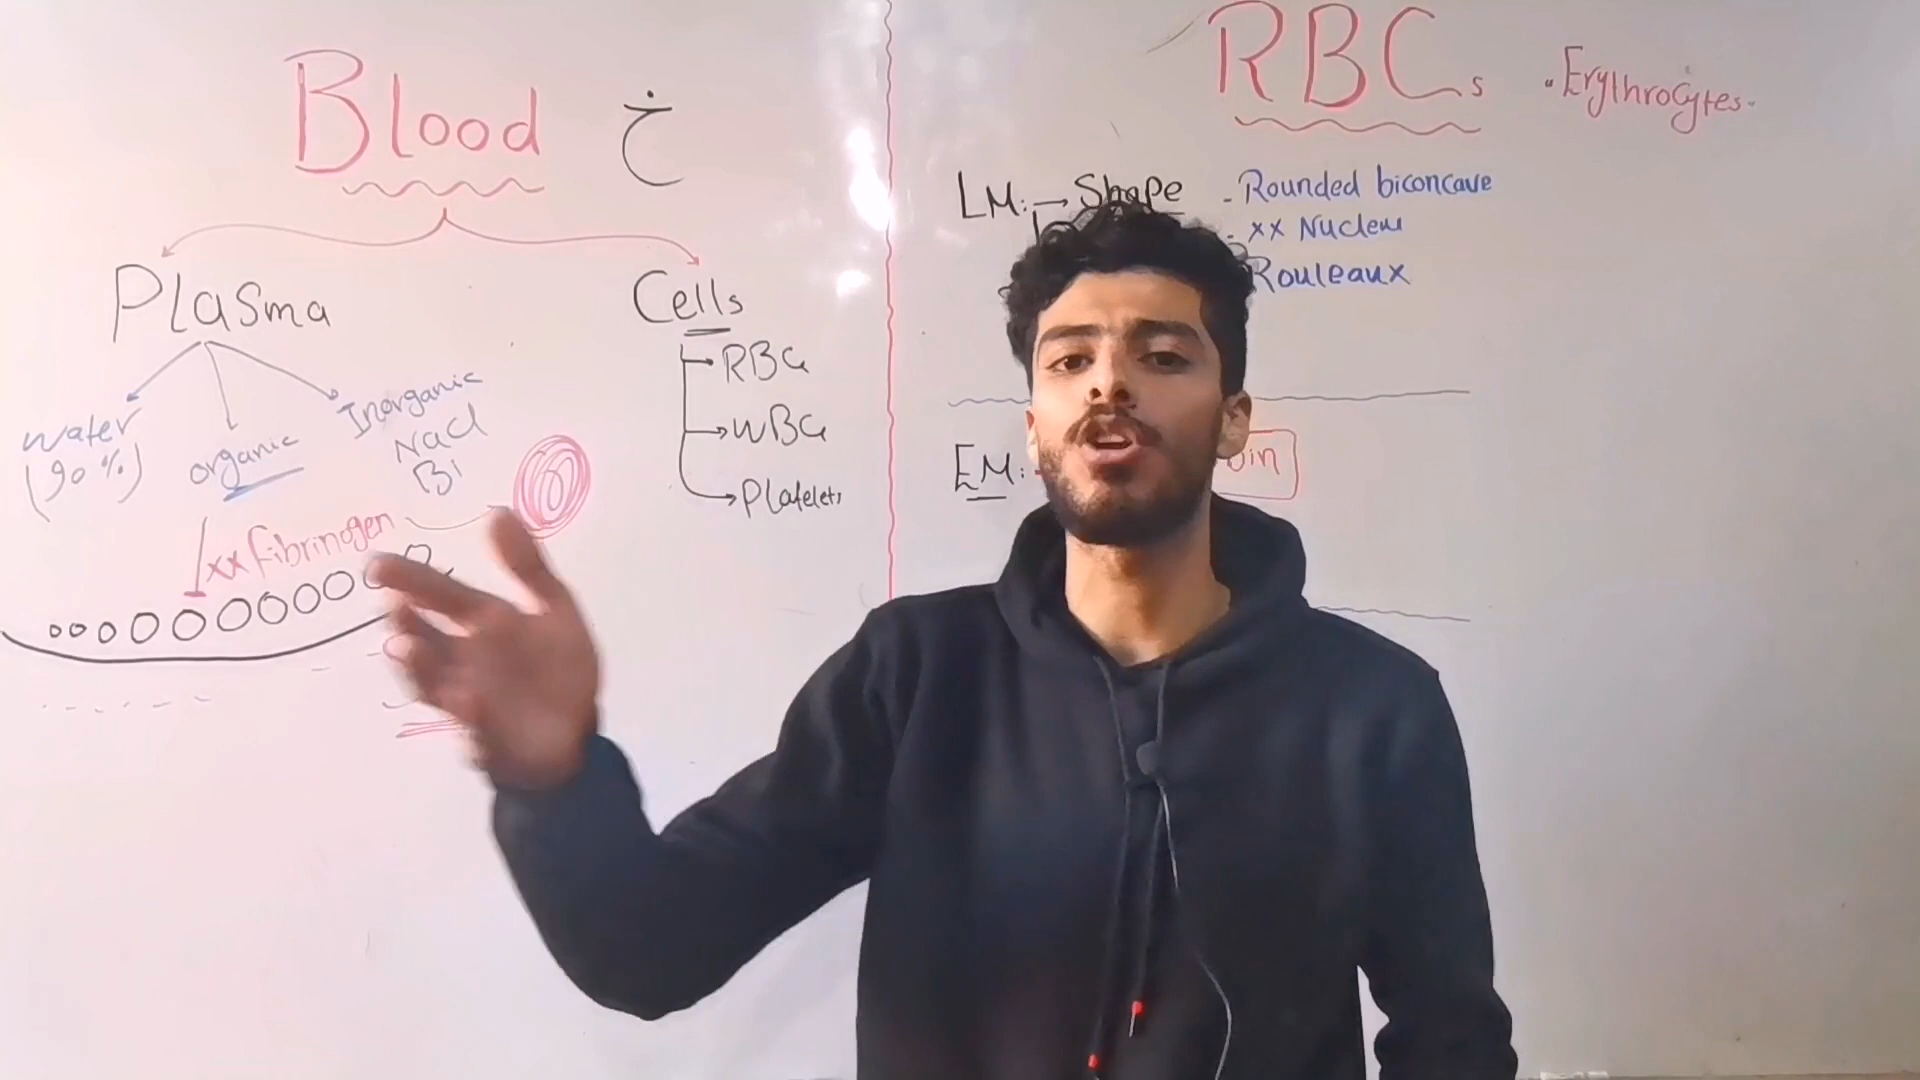 Blood خ
Plasma
Cells
RBCs
WBCs
Platelets
water
(90%)
organic
Inorganic
NaCl
Bi
xx Fibrinogen
RBCs "Erythrocytes"
LM: → Shape - Rounded biconcave
- xx Nucleus
Rouleaux
EM: